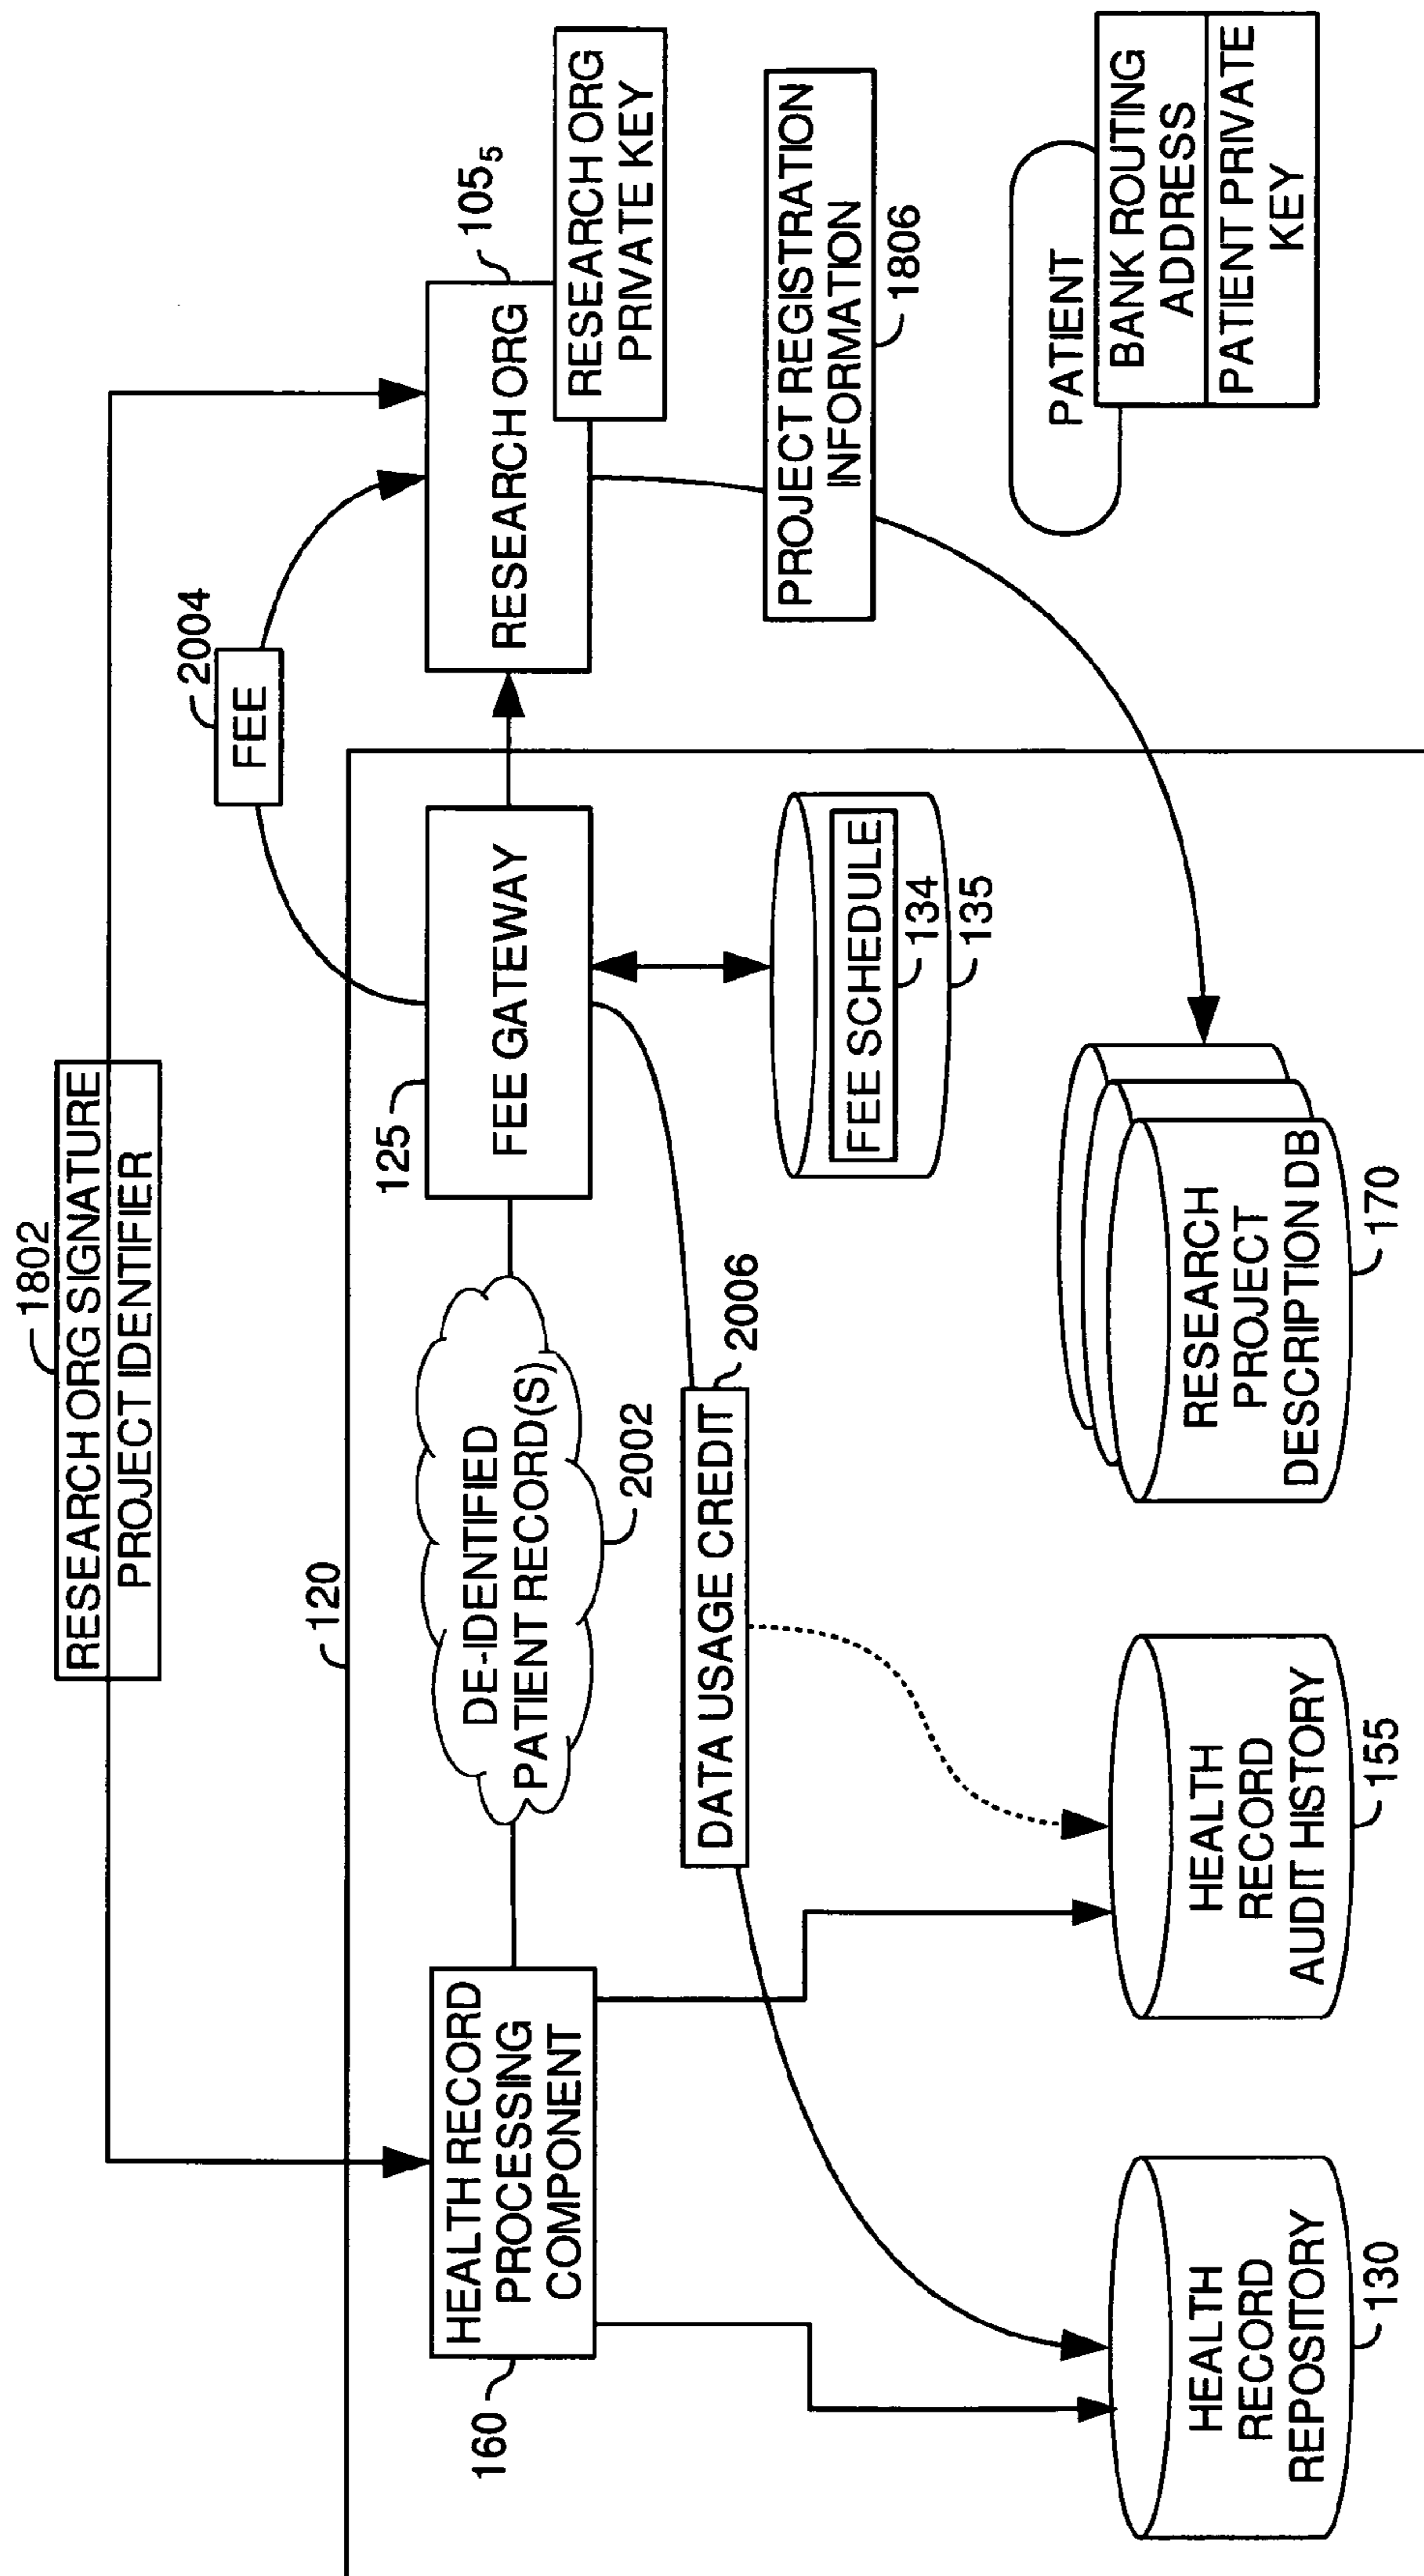 1802
RESEARCH ORG SIGNATURE
PROJECT IDENTIFIER
120
2004
FEE
160
HEALTH RECORD
PROCESSING
COMPONENT
DE-IDENTIFIED
PATIENT RECORD(S)
2002
125
FEE GATEWAY
RESEARCH ORG
105₅
RESEARCH ORG
PRIVATE KEY
DATA USAGE CREDIT
2006
FEE SCHEDULE
134
135
PROJECT REGISTRATION
INFORMATION
1806
HEALTH
RECORD
REPOSITORY
130
HEALTH
RECORD
AUDIT HISTORY
155
RESEARCH
PROJECT
DESCRIPTION DB
170
PATIENT
BANK ROUTING
ADDRESS
PATIENT PRIVATE
KEY